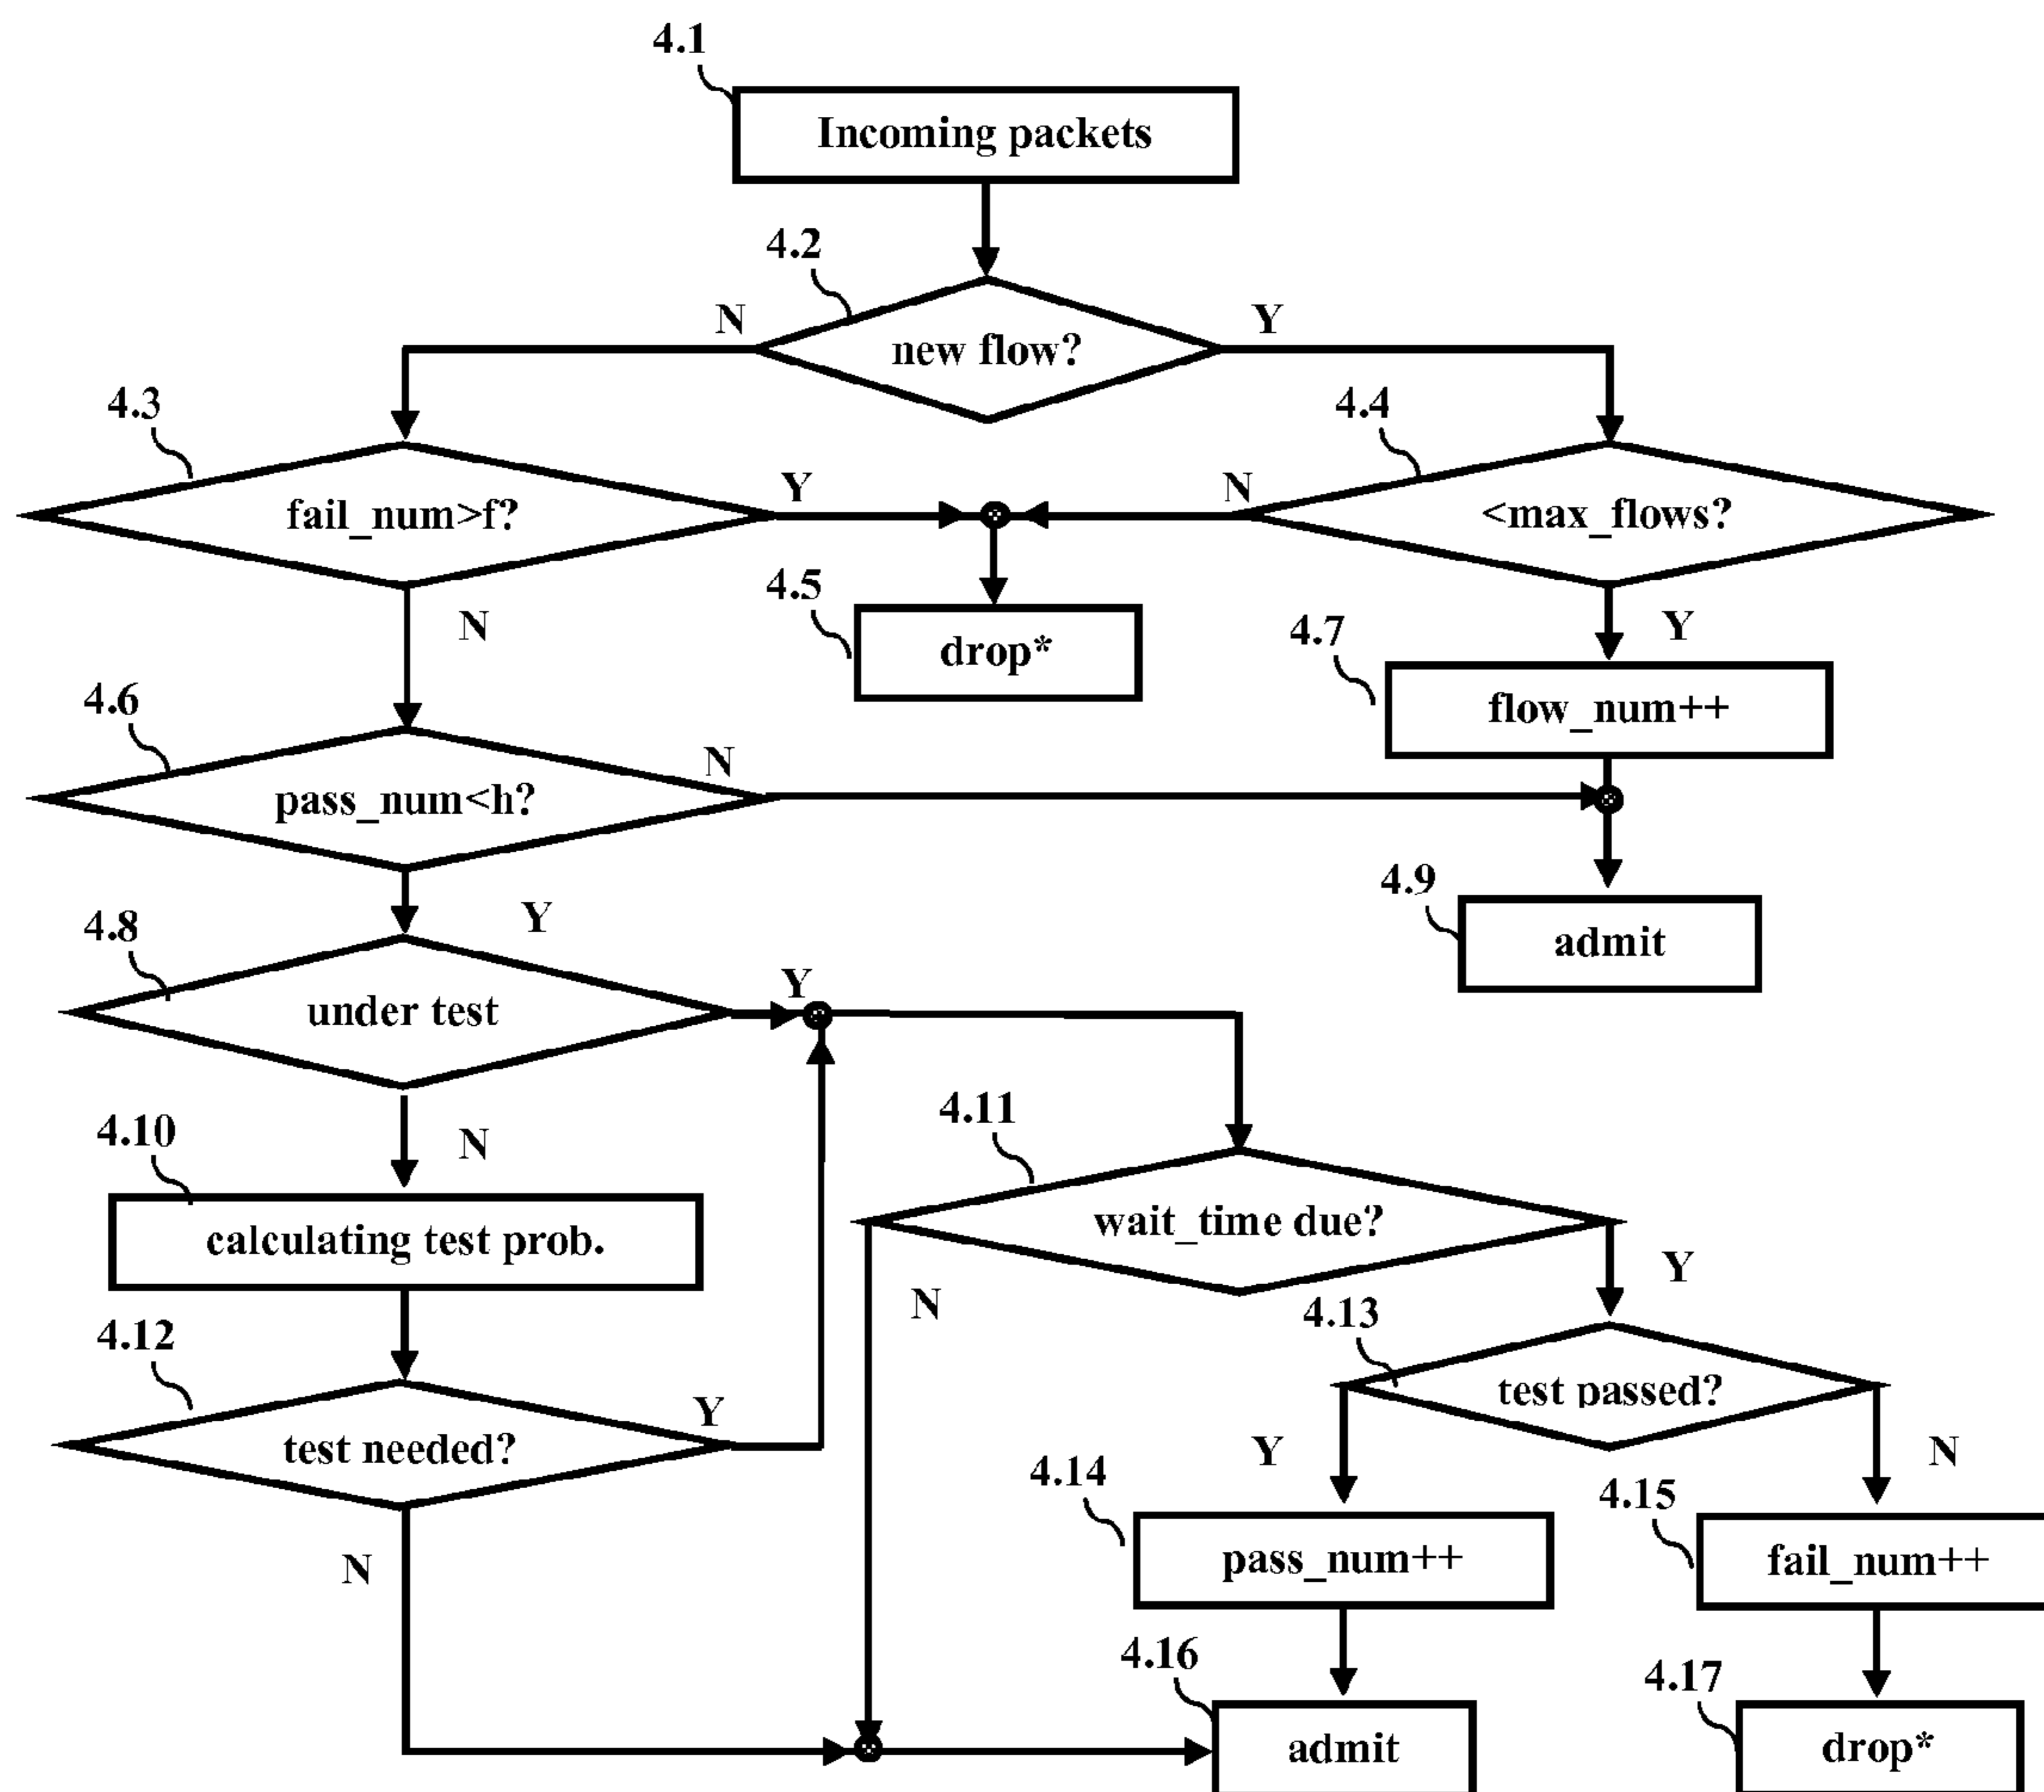 4.1
Incoming packets
4.2
N
Y
new flow?
4.3
4.4
Y
N
fail_num>f?
<max_flows?
4.5
N
Y
4.7
drop*
4.6
flow_num++
N
pass_num<h?
4.9
4.8
Y
admit
Y
under test
4.11
4.10
N
wait_time due?
calculating test prob.
Y
N
4.13
4.12
test passed?
Y
test needed?
Y
N
4.14
4.15
N
pass_num++
fail_num++
4.16
4.17
admit
drop*